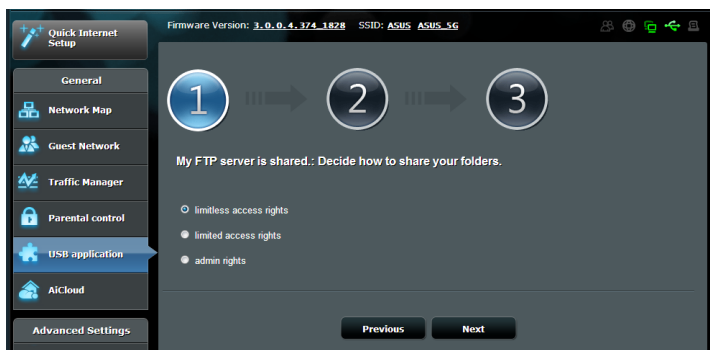 Quick Internet
Setup
Firmware Version: 3.0.0.4.374_1828 SSID: ASUS ASUS_5G
General
Network Map
Guest Network
Traffic Manager
Parental control
USB application
AiCloud
Advanced Settings
1 2 3
My FTP server is shared.: Decide how to share your folders.
limitless access rights
limited access rights
admin rights
Previous Next